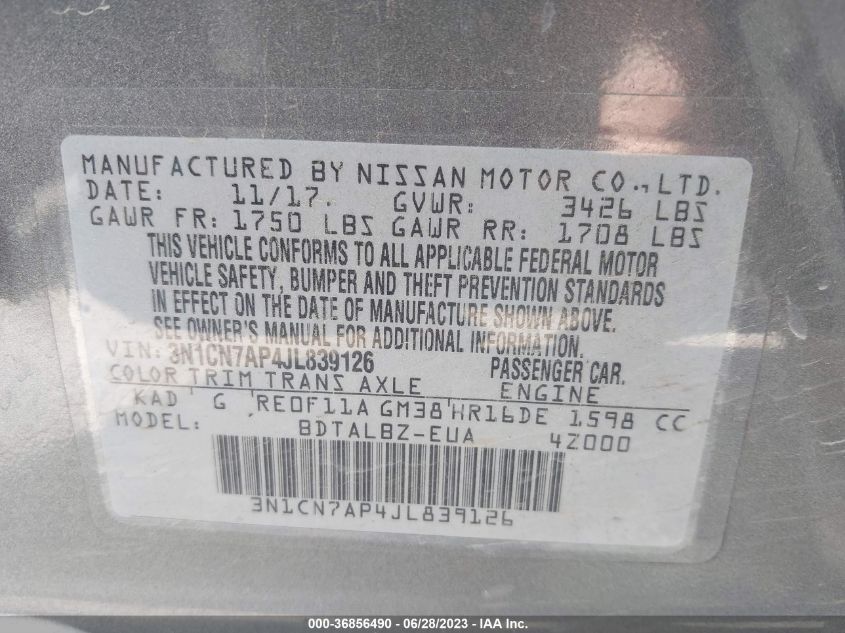 MANUFACTURED BY NISSAN MOTOR CO., LTD.
DATE: 11/17. GVWR: 3426 LBS
GAWR FR: 1750 LBS GAWR RR: 1708 LBS
THIS VEHICLE CONFORMS TO ALL APPLICABLE FEDERAL MOTOR
VEHICLE SAFETY, BUMPER AND THEFT PREVENTION STANDARDS
IN EFFECT ON THE DATE OF MANUFACTURE SHOWN ABOVE.
SEE OWNER'S MANUAL FOR ADDITIONAL INFORMATION.
VIN: 3N1CN7AP4JL839126 PASSENGER CAR.
COLOR TRIM TRANS AXLE ENGINE
KAD G RE0F11A GM38 HR16DE 1598 CC
MODEL: BDTALBZ-EUA 4Z000
3N1CN7AP4JL839126
000-36856490 - 06/28/2023 - IAA Inc.